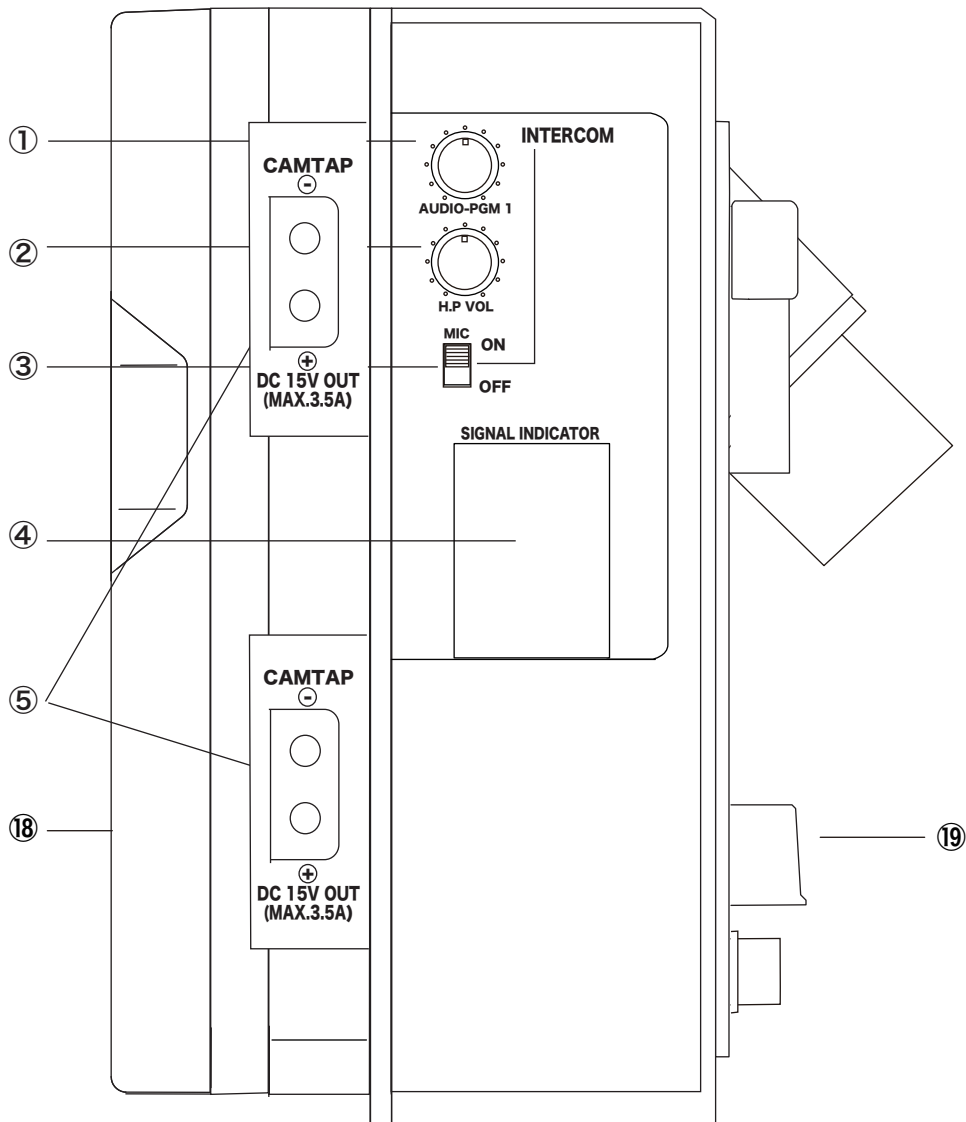 ①
INTERCOM
CAMTAP
⊖
AUDIO-PGM 1
②
H.P VOL
MIC
ON
③
⊕
DC 15V OUT
(MAX.3.5A)
OFF
SIGNAL INDICATOR
④
⑤
CAMTAP
⊖
⑱
⑲
⊕
DC 15V OUT
(MAX.3.5A)